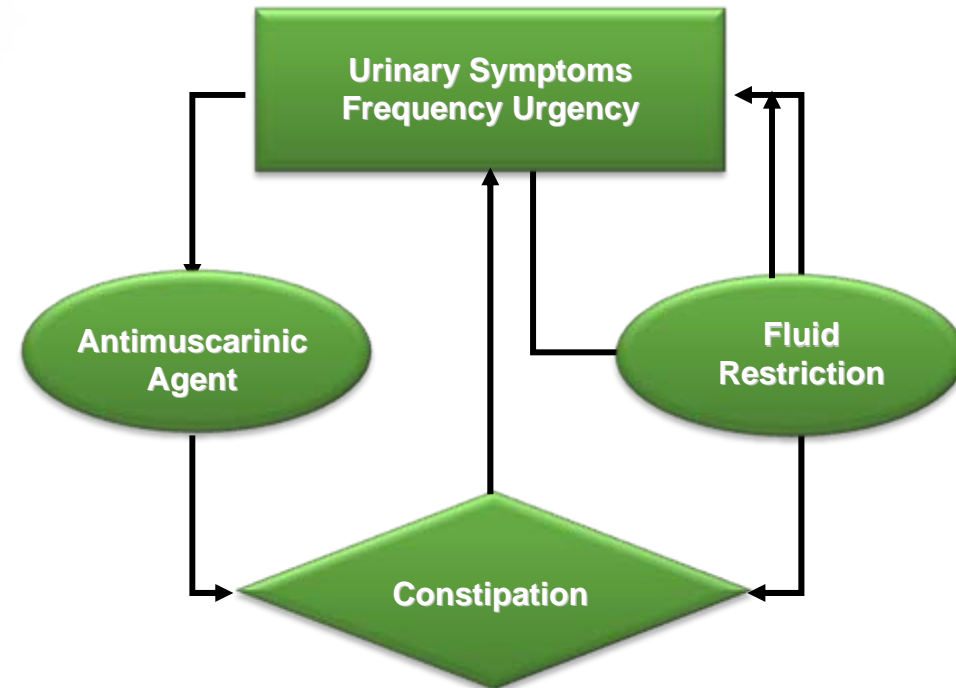 Urinary Symptoms
Frequency Urgency
Antimuscarinic
Agent
Fluid
Restriction
Constipation